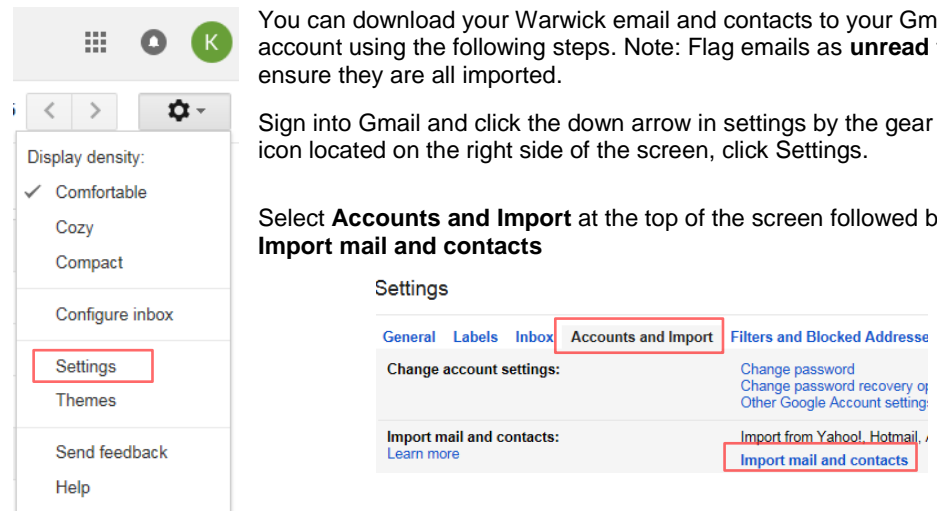 K
Display density:
Comfortable
Cozy
Compact
Configure inbox
Settings
Themes
Send feedback
Help
You can download your Warwick email and contacts to your Gm
account using the following steps. Note: Flag emails as unread
ensure they are all imported.
Sign into Gmail and click the down arrow in settings by the gear
icon located on the right side of the screen, click Settings.
Select Accounts and Import at the top of the screen followed b
Import mail and contacts
Settings
General Labels Inbox Accounts and Import Filters and Blocked Addresse
Change account settings: Change password
Change password recovery op
Other Google Account setting
Import mail and contacts: Import from Yahoo!, Hotmail,
Learn more
Import mail and contacts